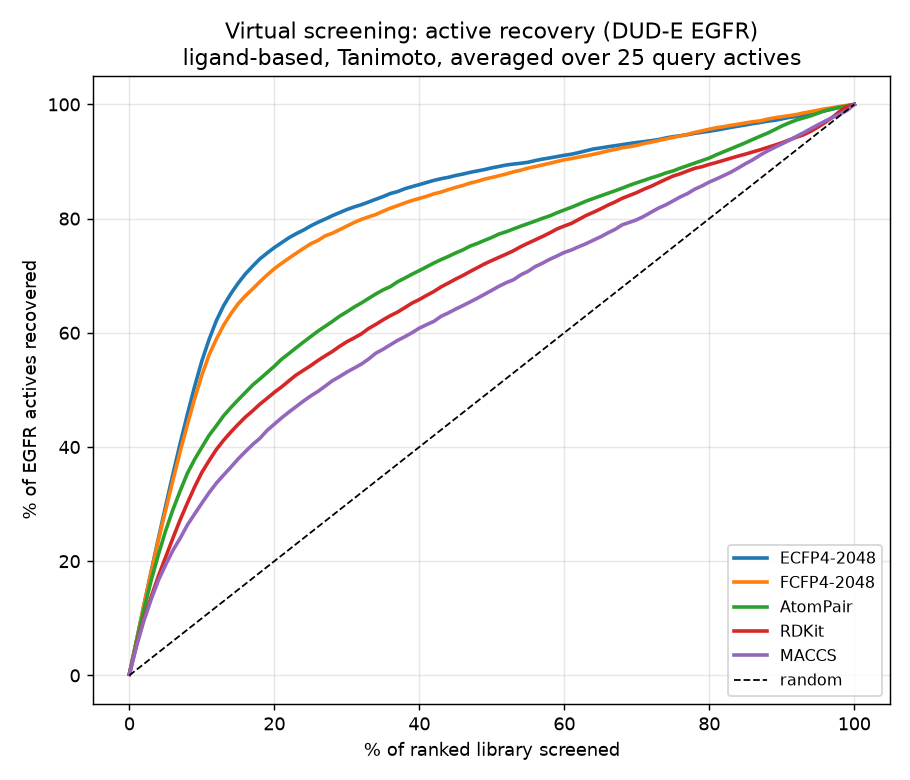 Virtual screening: active recovery (DUD-E EGFR)
ligand-based, Tanimoto, averaged over 25 query actives
% of EGFR actives recovered
100
80
60
40
20
0
0 20 40 60 80 100
% of ranked library screened
ECFP4-2048
FCFP4-2048
AtomPair
RDKit
MACCS
random